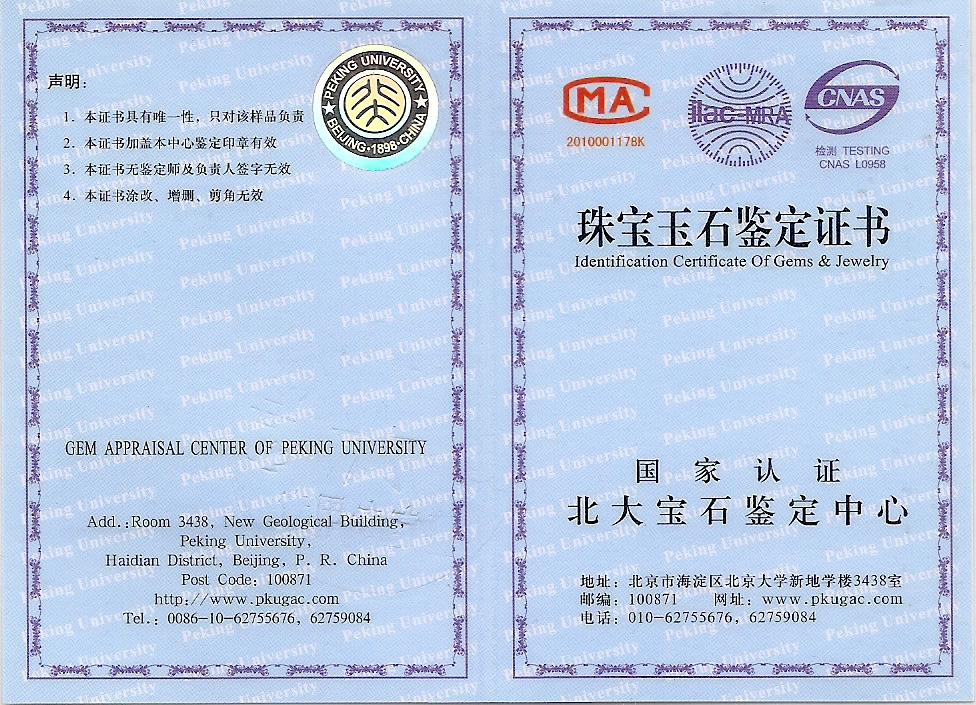 声明：
1. 本证书具有唯一性，只对该样品负责
2. 本证书加盖本中心鉴定印章有效
3. 本证书无鉴定师及负责人签字无效
4. 本证书涂改、增删、剪角无效
PEKING UNIVERSITY
BEIJING·1898·CHINA
GEM APPRAISAL CENTER OF PEKING UNIVERSITY
Add.:Room 3438, New Geological Building,
Peking University,
Haidian District, Beijing, P. R. China
Post Code: 100871
http://www.pkugac.com
Tel.: 0086-10-62755676, 62759084
MA
2010001178K
ilac-MRA
CNAS
检测 TESTING
CNAS L0958
珠宝玉石鉴定证书
Identification Certificate Of Gems & Jewelry
国家认证
北大宝石鉴定中心
地址：北京市海淀区北京大学新地学楼3438室
邮编：100871 网址：www.pkugac.com
电话：010-62755676, 62759084
Peking University